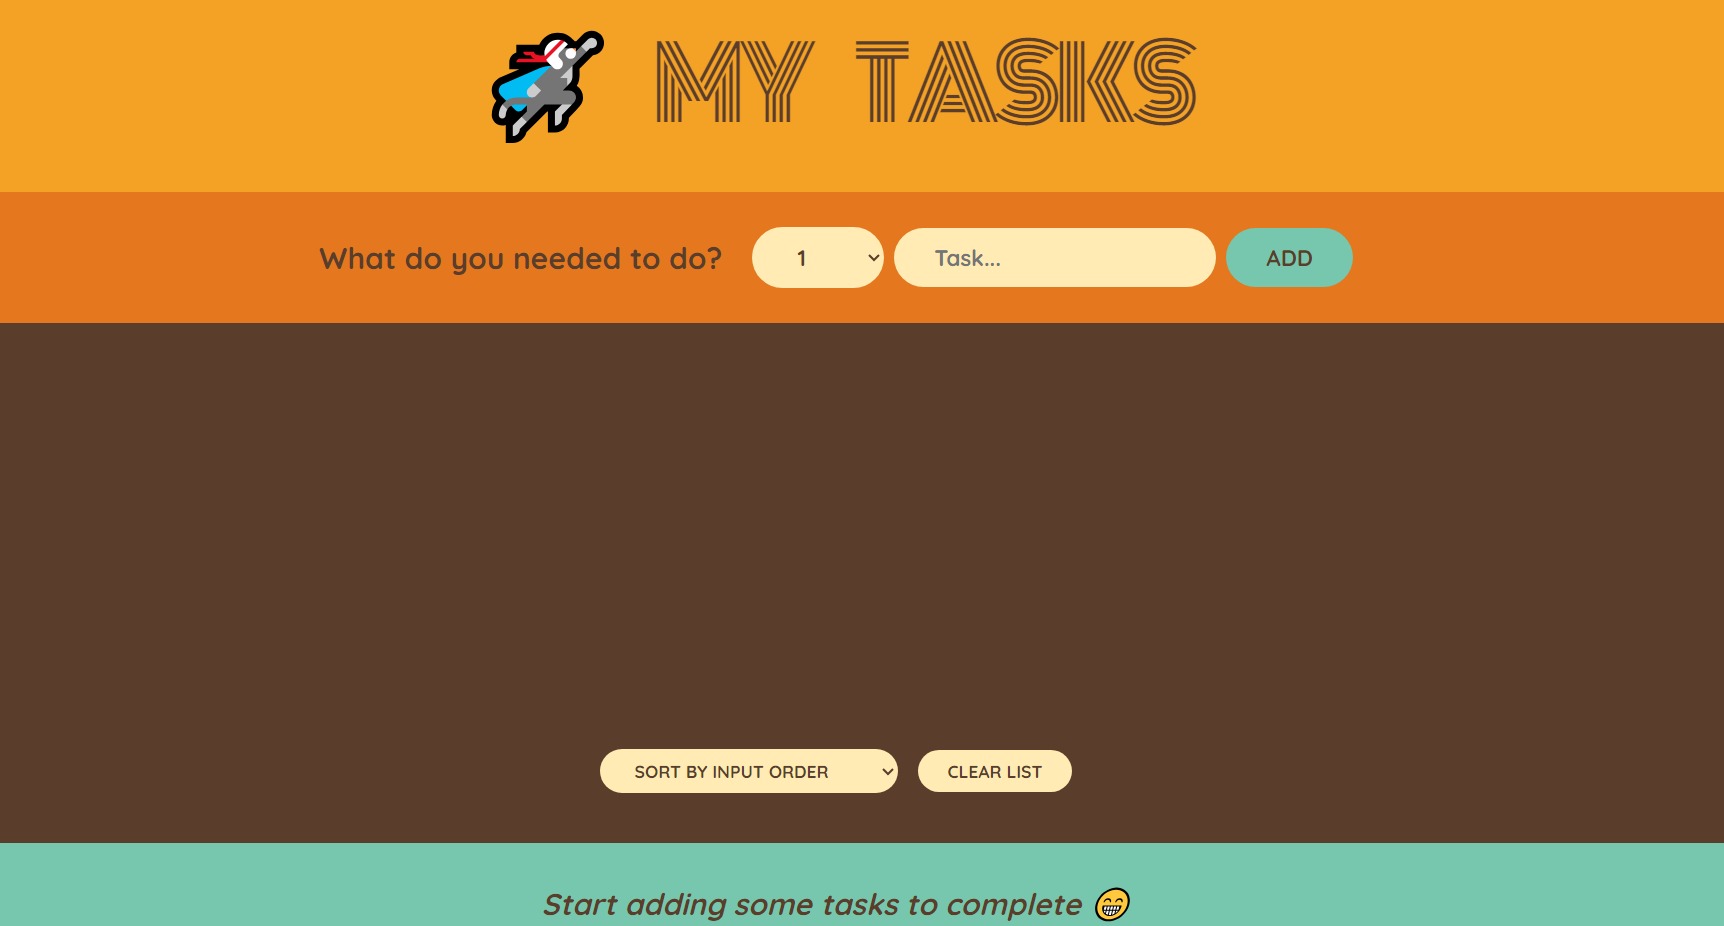 MY TASKS
What do you needed to do? 1 Task... ADD
SORT BY INPUT ORDER CLEAR LIST
Start adding some tasks to complete 😁